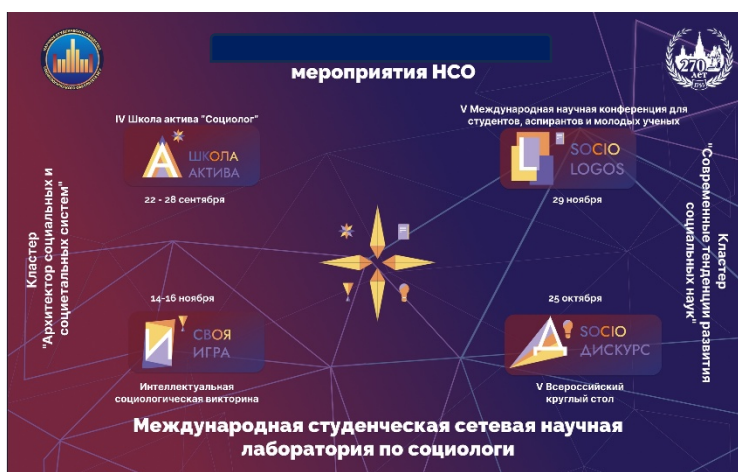 мероприятия НСО
270
ЛЕТ
IV Школа актива "Социолог"
А ШКОЛА
АКТИВА
22 - 28 сентября
V Международная научная конференция для
студентов, аспирантов и молодых ученых
L SOCIO
LOGOS
29 ноября
Кластер
"Архитектор социальных и
социетальных систем"
Кластер
"Современные тенденции развития
социальных наук"
14-16 ноября
И СВОЯ
ИГРА
Интеллектуальная
социологическая викторина
25 октября
Д SOCIO
ДИСКУРС
V Всероссийский
круглый стол
Международная студенческая сетевая научная
лаборатория по социологи